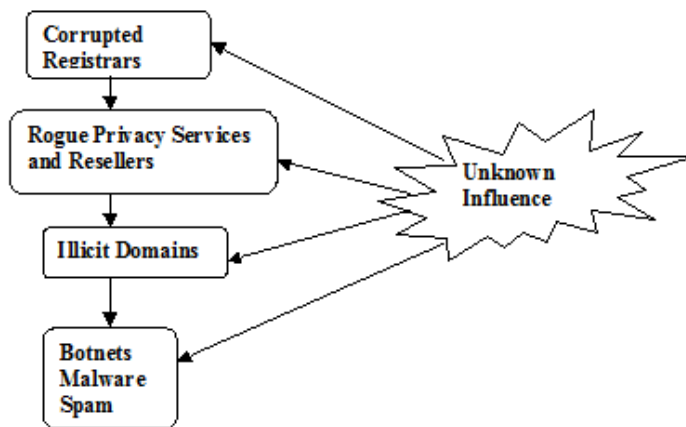 Corrupted
Registrars
Rogue Privacy Services
and Resellers
Unknown
Influence
Illicit Domains
Botnets
Malware
Spam